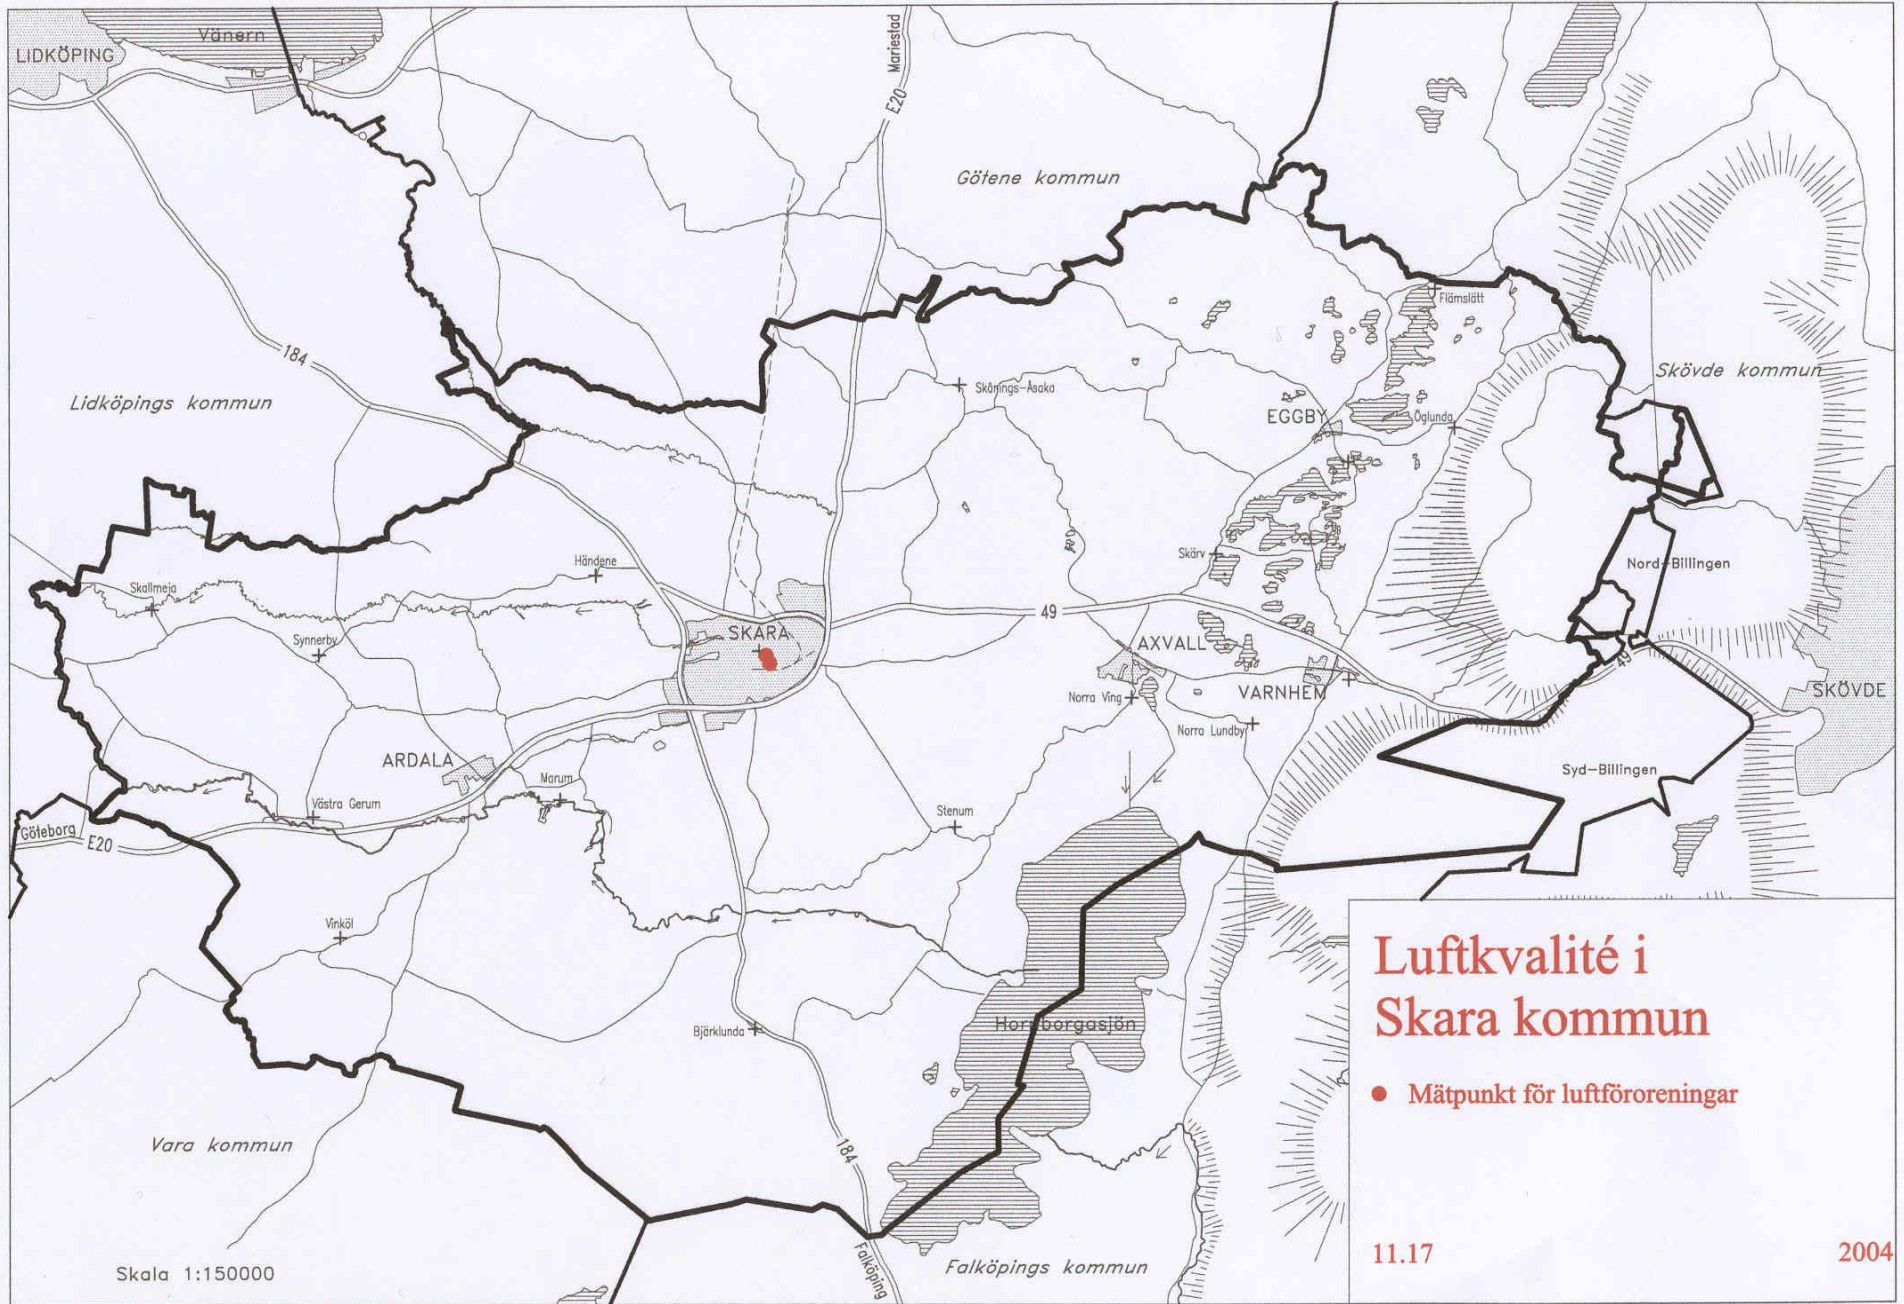 Vänern
LIDKÖPING
Mariestad
E20
Götene kommun
184
Lidköpings kommun
Flämslätt
Skövde kommun
Skånings-Åsaka
EGGBY
Öglunda
Skärv
Händene
Nord-Billingen
Skallmeja
49
SKARA
Synnerby
AXVALL
49
VARNHEM
SKÖVDE
Norra Ving
Norra Lundby
ARDALA
Marum
Syd-Billingen
Västra Gerum
Stenum
Göteborg
E20
Vinköl
Hornborgasjön
Björklunda
184
Vara kommun
Falköping
Falköpings kommun
Skala 1:150000
Luftkvalité i
Skara kommun
Mätpunkt för luftföroreningar
11.17
2004